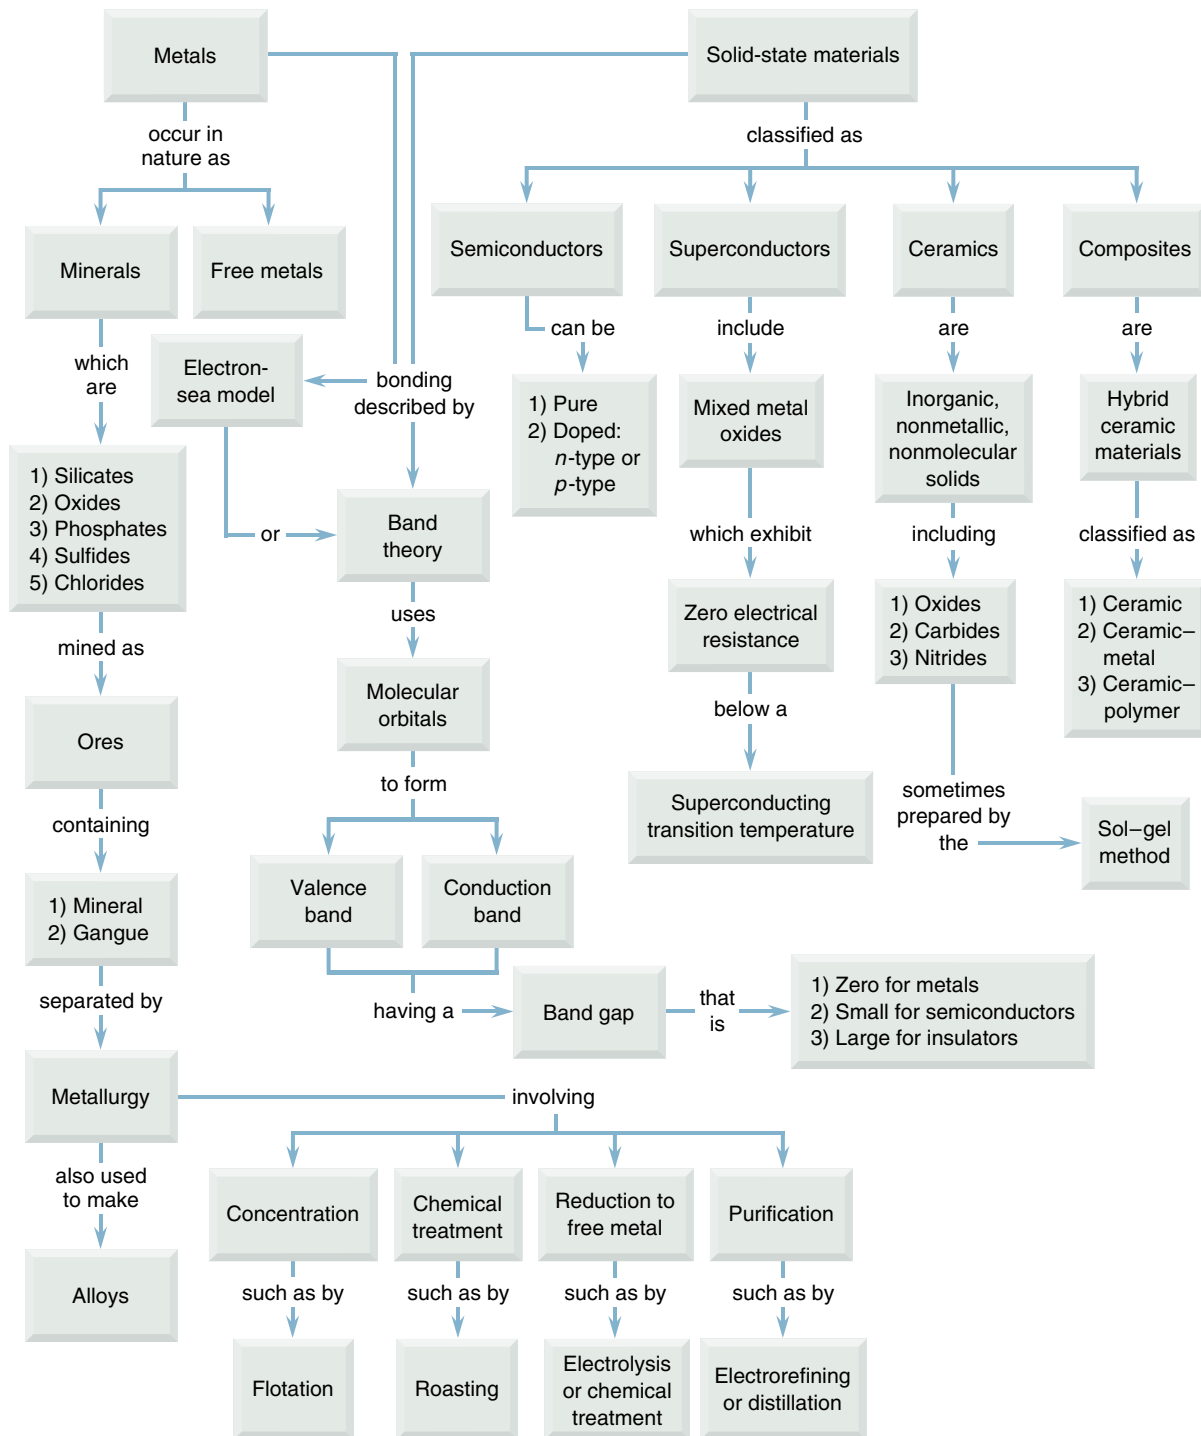 Metals
Solid-state materials
occur in
nature as
classified as
Minerals
Free metals
Semiconductors
Superconductors
Ceramics
Composites
which
are
Electron-
sea model
bonding
described by
can be
include
are
are
1) Pure
2) Doped:
n-type or
p-type
Mixed metal
oxides
Inorganic,
nonmetallic,
nonmolecular
solids
Hybrid
ceramic
materials
1) Silicates
2) Oxides
3) Phosphates
4) Sulfides
5) Chlorides
or
Band
theory
which exhibit
including
classified as
mined as
uses
Zero electrical
resistance
1) Oxides
2) Carbides
3) Nitrides
1) Ceramic
2) Ceramic–
metal
3) Ceramic–
polymer
Ores
Molecular
orbitals
below a
containing
to form
Superconducting
transition temperature
sometimes
prepared by
the
Sol–gel
method
1) Mineral
2) Gangue
Valence
band
Conduction
band
separated by
having a
Band gap
that
is
1) Zero for metals
2) Small for semiconductors
3) Large for insulators
Metallurgy
involving
also used
to make
Concentration
Chemical
treatment
Reduction to
free metal
Purification
Alloys
such as by
such as by
such as by
such as by
Flotation
Roasting
Electrolysis
or chemical
treatment
Electrorefining
or distillation